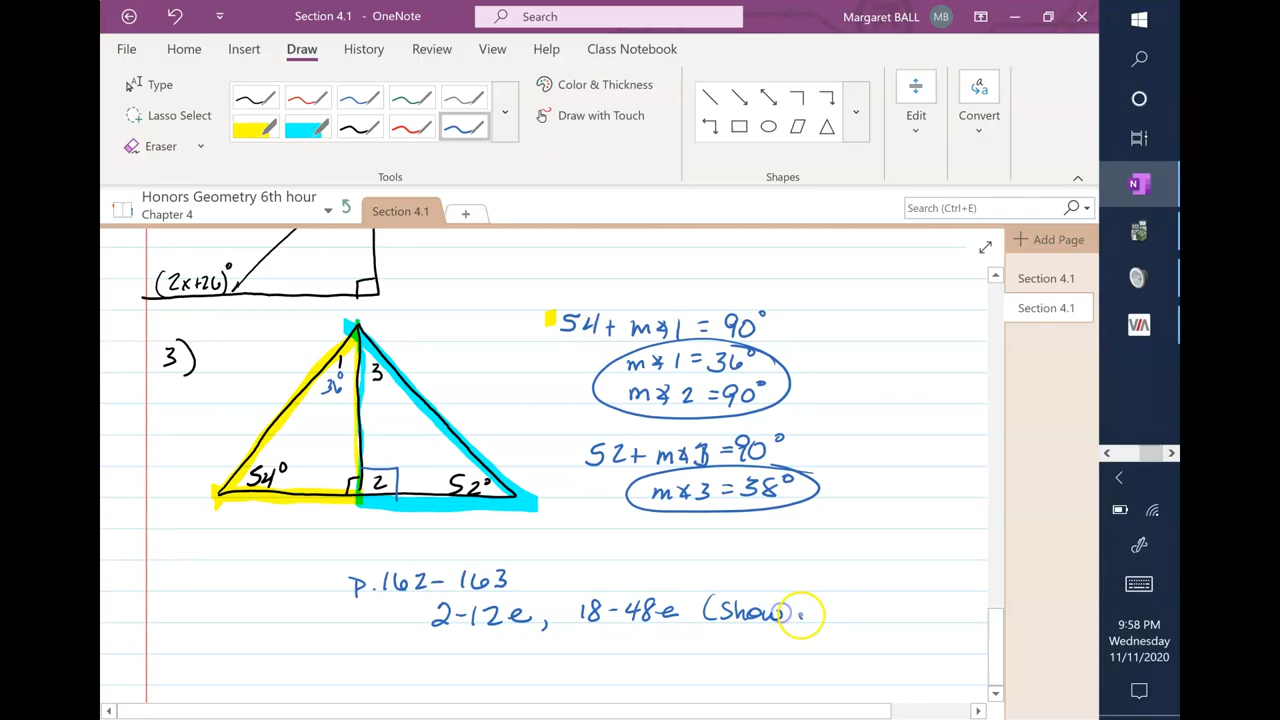 Section 4.1 - OneNote
Search
Margaret BALL
MB
File Home Insert Draw History Review View Help Class Notebook
Type
Lasso Select
Eraser
Color & Thickness
Draw with Touch
Edit
Convert
Tools
Shapes
Honors Geometry 6th hour
Chapter 4
Section 4.1
Search (Ctrl+E)
Add Page
Section 4.1
Section 4.1
(2x+26)°
3)
1
36°
3
54°
2
52°
54 + m∡1 = 90°
m∡1 = 36°
m∡2 = 90°
52 + m∡3 = 90°
m∡3 = 38°
p.162-163
2-12e, 18-48e (Show
9:58 PM
Wednesday
11/11/2020